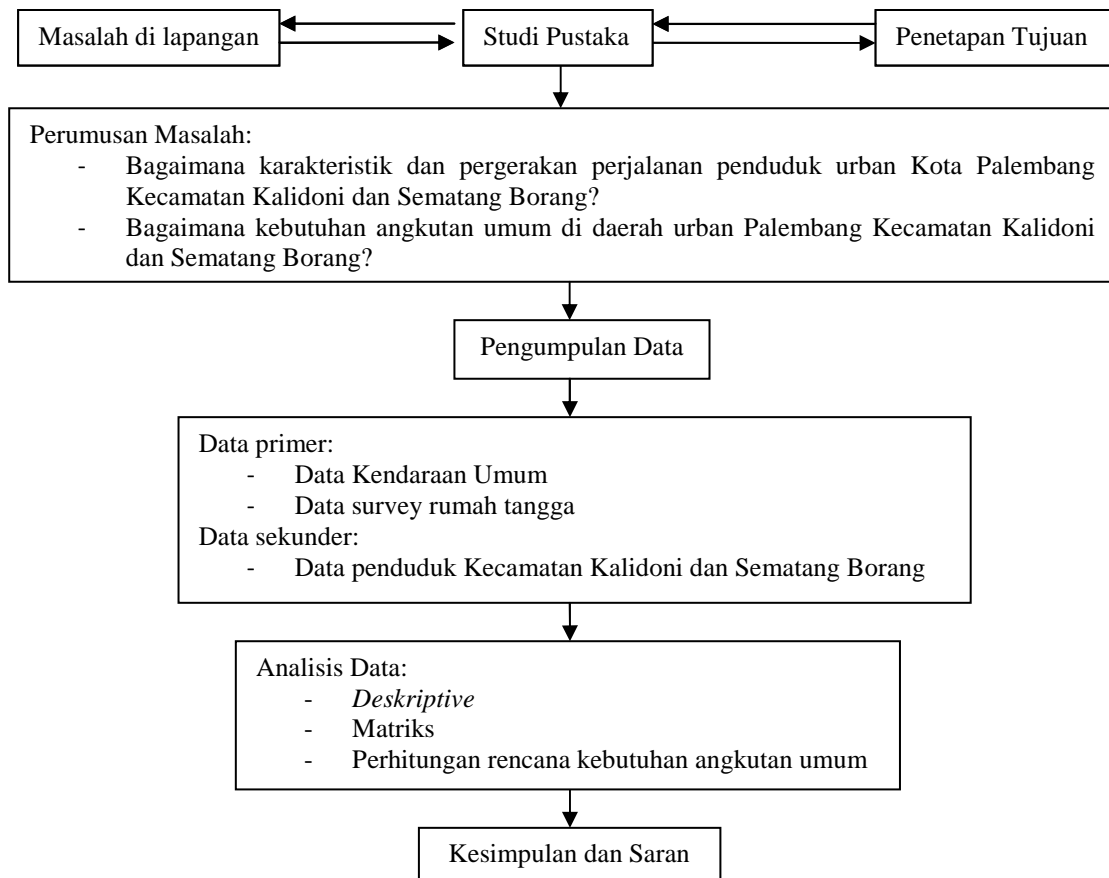 Masalah di lapangan
Studi Pustaka
Penetapan Tujuan
Perumusan Masalah:
- Bagaimana karakteristik dan pergerakan perjalanan penduduk urban Kota Palembang
Kecamatan Kalidoni dan Sematang Borang?
- Bagaimana kebutuhan angkutan umum di daerah urban Palembang Kecamatan Kalidoni
dan Sematang Borang?
Pengumpulan Data
Data primer:
- Data Kendaraan Umum
- Data survey rumah tangga
Data sekunder:
- Data penduduk Kecamatan Kalidoni dan Sematang Borang
Analisis Data:
- Deskriptive
- Matriks
- Perhitungan rencana kebutuhan angkutan umum
Kesimpulan dan Saran